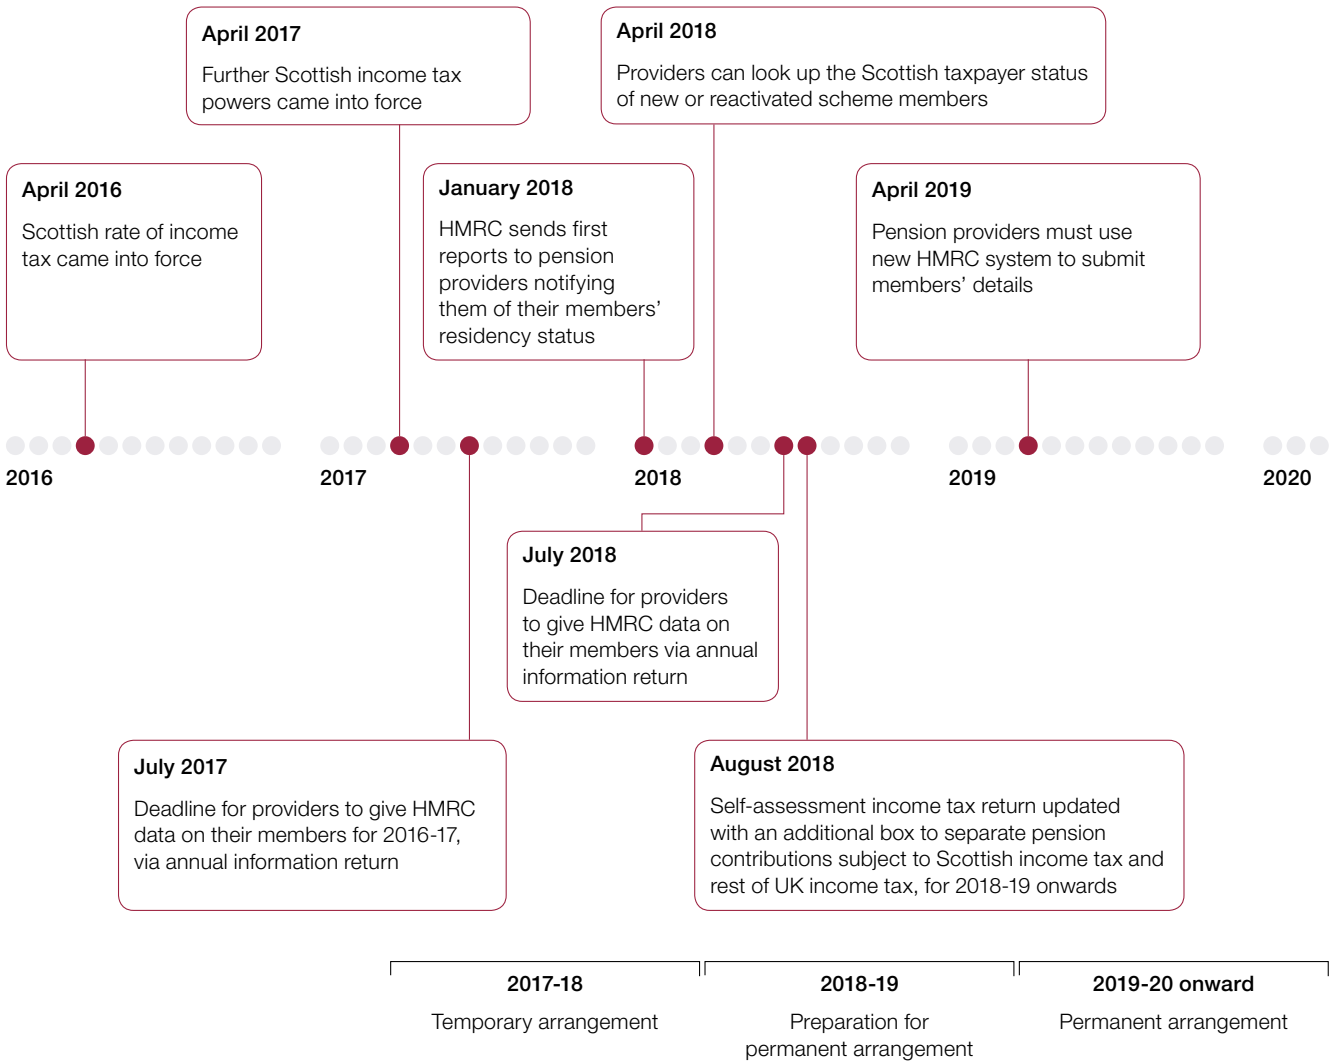 April 2017
Further Scottish income tax
powers came into force
April 2018
Providers can look up the Scottish taxpayer status
of new or reactivated scheme members
April 2016
Scottish rate of income
tax came into force
January 2018
HMRC sends first
reports to pension
providers notifying
them of their members’
residency status
April 2019
Pension providers must use
new HMRC system to submit
members’ details
2016
2017
2018
2019
2020
July 2018
Deadline for providers
to give HMRC data on
their members via annual
information return
July 2017
Deadline for providers to give HMRC
data on their members for 2016-17,
via annual information return
August 2018
Self-assessment income tax return updated
with an additional box to separate pension
contributions subject to Scottish income tax and
rest of UK income tax, for 2018-19 onwards
2017-18
Temporary arrangement
2018-19
Preparation for
permanent arrangement
2019-20 onward
Permanent arrangement